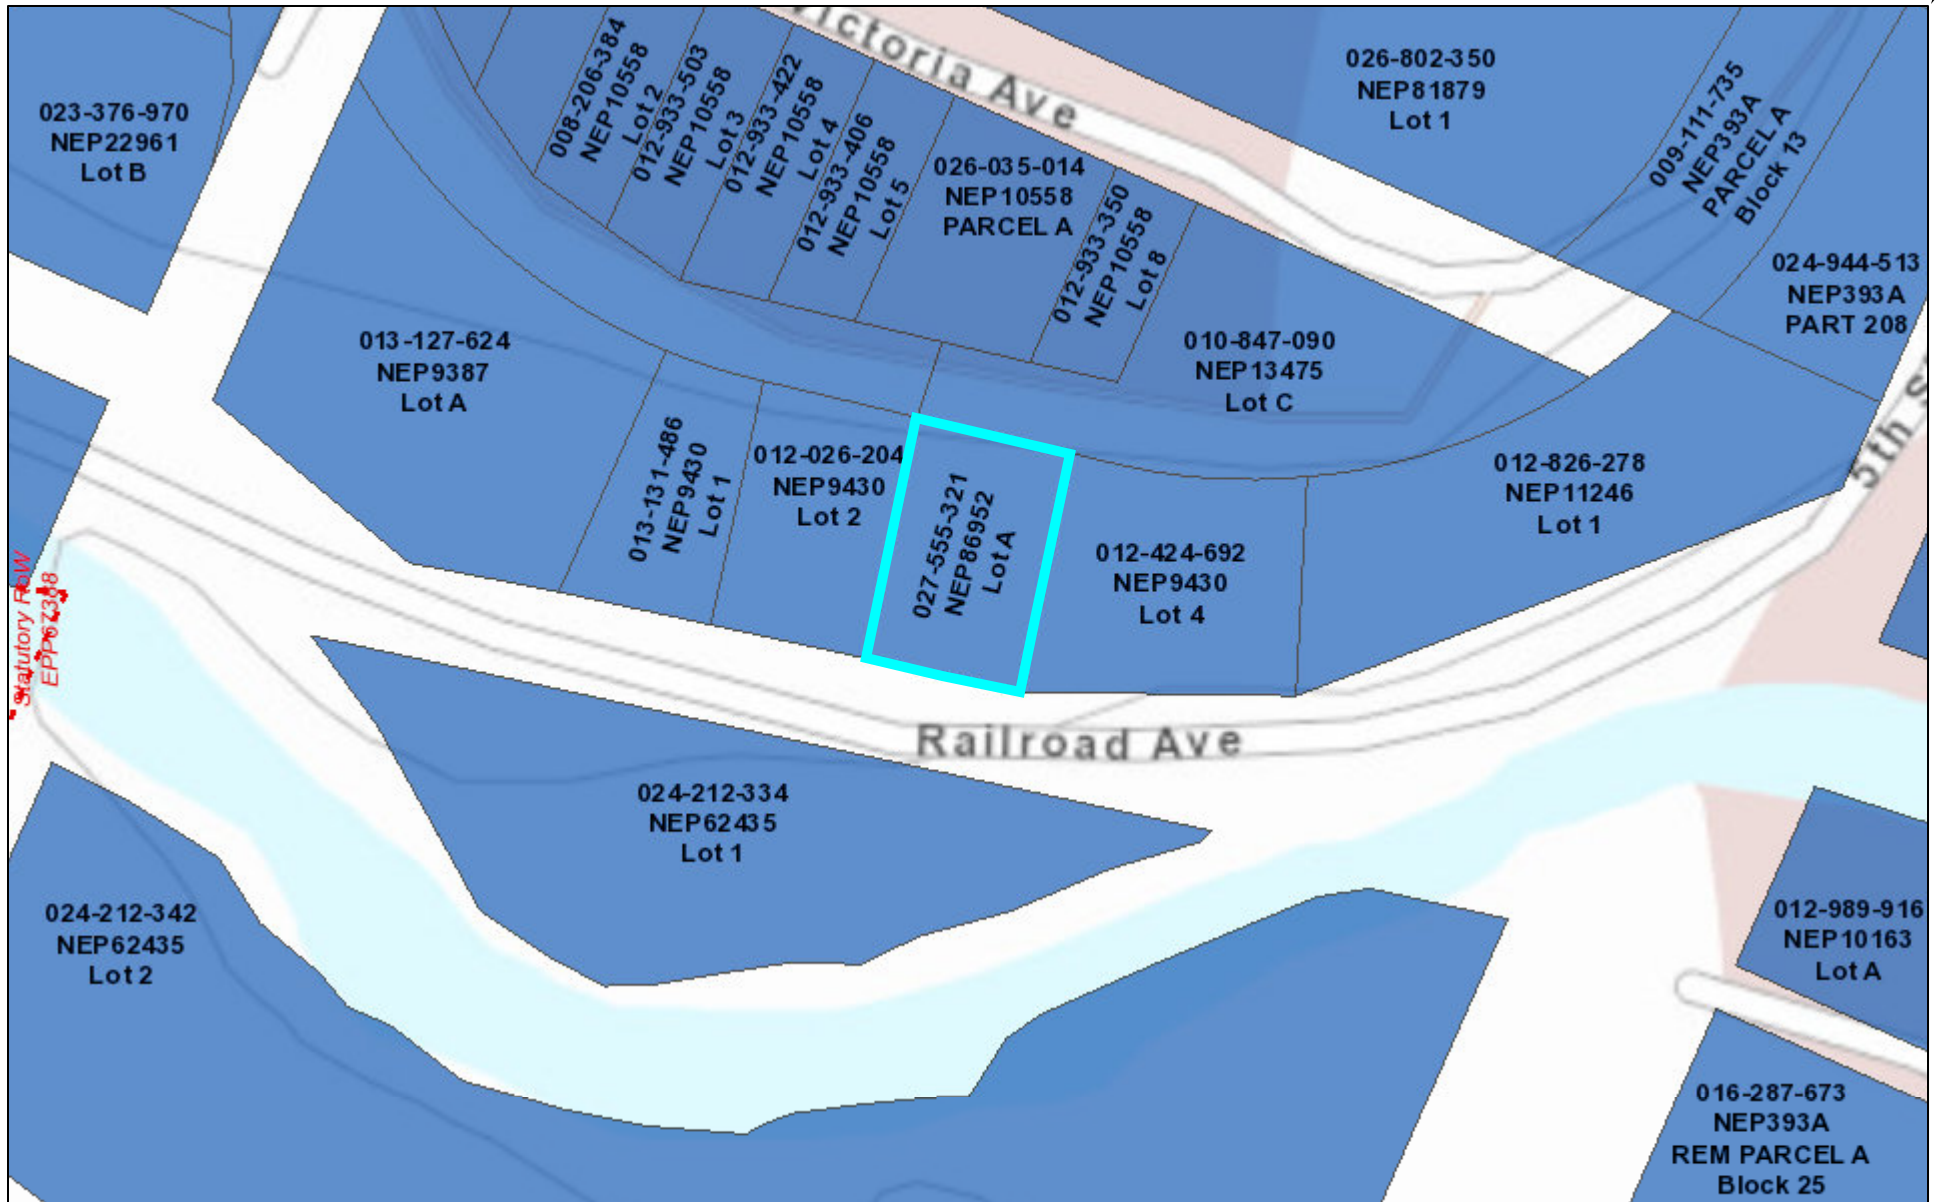 Victoria Ave
008-206-384
NEP10558
Lot 2
012-933-503
NEP10558
Lot 3
012-933-422
NEP10558
Lot 4
012-933-406
NEP10558
Lot 5
026-035-014
NEP10558
PARCEL A
012-933-350
NEP10558
Lot 8
026-802-350
NEP81879
Lot 1
009-111-735
NEP393A
PARCEL A
Block 13
023-376-970
NEP22961
Lot B
024-944-513
NEP393A
PART 208
013-127-624
NEP9387
Lot A
010-847-090
NEP13475
Lot C
013-131-486
NEP9430
Lot 1
012-026-204
NEP9430
Lot 2
027-555-321
NEP86952
Lot A
012-424-692
NEP9430
Lot 4
012-826-278
NEP11246
Lot 1
5th S
Statutory RoW
EPP67388
Railroad Ave
024-212-334
NEP62435
Lot 1
024-212-342
NEP62435
Lot 2
012-989-916
NEP10163
Lot A
016-287-673
NEP393A
REM PARCEL A
Block 25